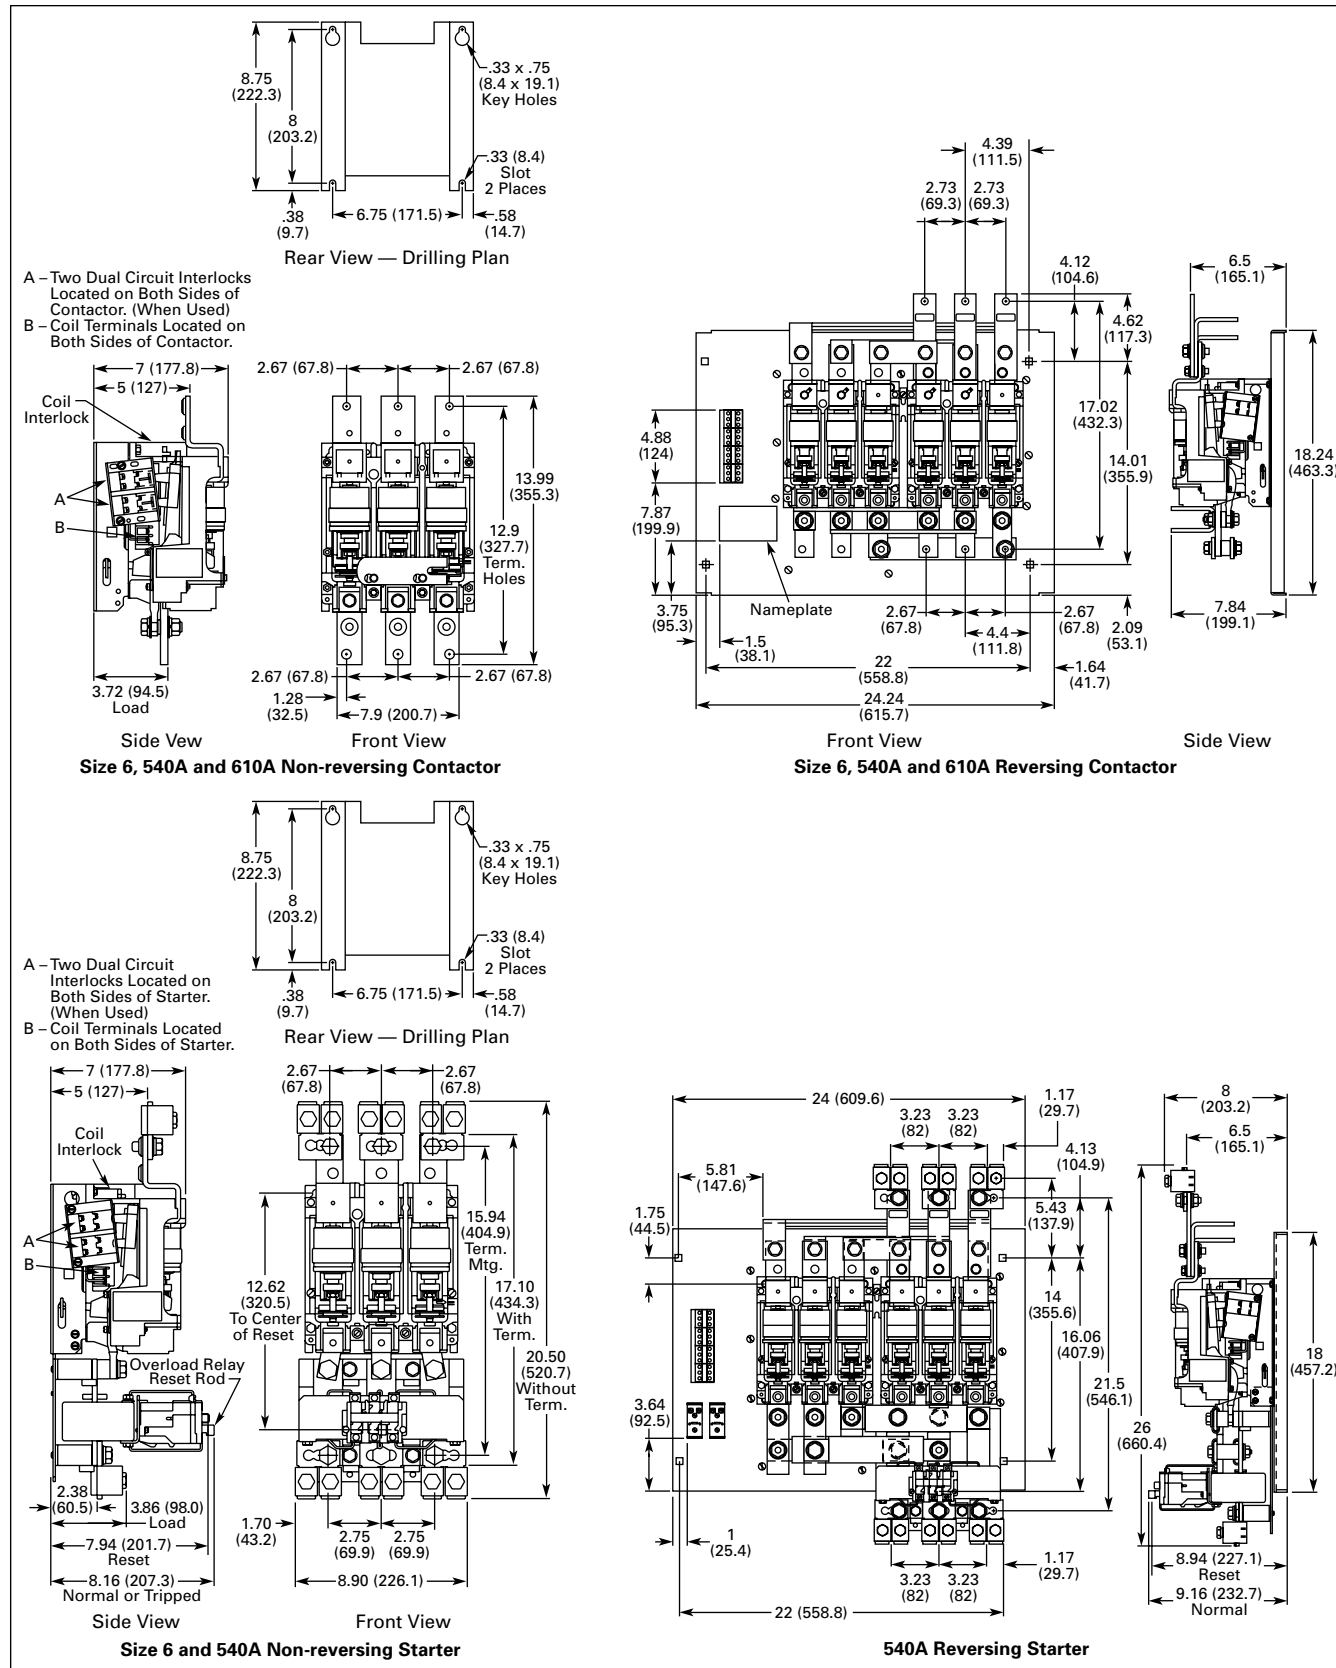 8.75
(222.3)
8
(203.2)
.33 x .75
(8.4 x 19.1)
Key Holes
.33 (8.4)
Slot
2 Places
.38
(9.7)
6.75 (171.5)
.58
(14.7)
Rear View — Drilling Plan
A – Two Dual Circuit Interlocks
Located on Both Sides of
Contactor. (When Used)
B – Coil Terminals Located on
Both Sides of Contactor.
7 (177.8)
5 (127)
Coil
Interlock
A
B
3.72 (94.5)
Load
Side Vew
2.67 (67.8)
2.67 (67.8)
13.99
(355.3)
12.9
(327.7)
Term.
Holes
2.67 (67.8)
2.67 (67.8)
1.28
(32.5)
7.9 (200.7)
Front View
Size 6, 540A and 610A Non-reversing Contactor
4.39
(111.5)
2.73
(69.3)
2.73
(69.3)
4.12
(104.6)
4.62
(117.3)
17.02
(432.3)
14.01
(355.9)
4.88
(124)
7.87
(199.9)
3.75
(95.3)
Nameplate
1.5
(38.1)
2.67
(67.8)
2.67
(67.8)
4.4
(111.8)
2.09
(53.1)
22
(558.8)
1.64
(41.7)
24.24
(615.7)
Front View
6.5
(165.1)
18.24
(463.3)
7.84
(199.1)
Side View
Size 6, 540A and 610A Reversing Contactor
8.75
(222.3)
8
(203.2)
.33 x .75
(8.4 x 19.1)
Key Holes
.33 (8.4)
Slot
2 Places
.38
(9.7)
6.75 (171.5)
.58
(14.7)
Rear View — Drilling Plan
A – Two Dual Circuit
Interlocks Located on
Both Sides of Starter.
(When Used)
B – Coil Terminals Located
on Both Sides of Starter.
7 (177.8)
5 (127)
Coil
Interlock
A
B
Overload Relay
Reset Rod
2.38
(60.5)
3.86 (98.0)
Load
7.94 (201.7)
Reset
8.16 (207.3)
Normal or Tripped
Side View
2.67
(67.8)
2.67
(67.8)
12.62
(320.5)
To Center
of Reset
15.94
(404.9)
Term.
Mtg.
17.10
(434.3)
With
Term.
20.50
(520.7)
Without
Term.
1.70
(43.2)
2.75
(69.9)
2.75
(69.9)
8.90 (226.1)
Front View
Size 6 and 540A Non-reversing Starter
24 (609.6)
1.17
(29.7)
3.23
(82)
3.23
(82)
4.13
(104.9)
5.81
(147.6)
5.43
(137.9)
1.75
(44.5)
14
(355.6)
16.06
(407.9)
21.5
(546.1)
3.64
(92.5)
1
(25.4)
3.23
(82)
3.23
(82)
1.17
(29.7)
22 (558.8)
8
(203.2)
6.5
(165.1)
18
(457.2)
26
(660.4)
8.94 (227.1)
Reset
9.16 (232.7)
Normal
540A Reversing Starter